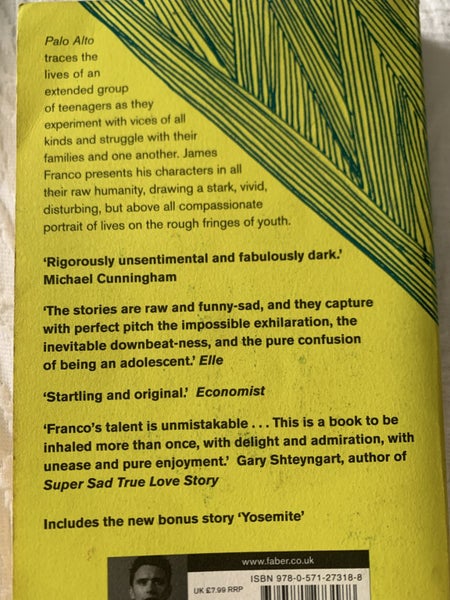 Palo Alto
traces the
lives of an
extended group
of teenagers as they
experiment with vices of all
kinds and struggle with their
families and one another. James
Franco presents his characters in all
their raw humanity, drawing a stark, vivid,
disturbing, but above all compassionate
portrait of lives on the rough fringes of youth.
‘Rigorously unsentimental and fabulously dark.’
Michael Cunningham
‘The stories are raw and funny-sad, and they capture
with perfect pitch the impossible exhilaration, the
inevitable downbeat-ness, and the pure confusion
of being an adolescent.’ Elle
‘Startling and original.’ Economist
‘Franco’s talent is unmistakable . . . This is a book to be
inhaled more than once, with delight and admiration, with
unease and pure enjoyment.’ Gary Shteyngart, author of
Super Sad True Love Story
Includes the new bonus story ‘Yosemite’
www.faber.co.uk
UK £7.99 RRP
ISBN 978-0-571-27318-8